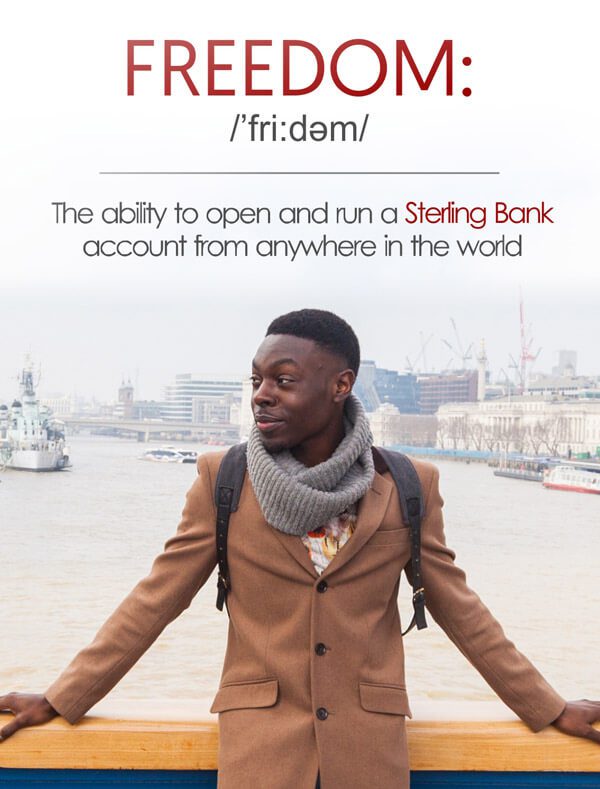 FREEDOM:
/'fri:dəm/
The ability to open and run a Sterling Bank
account from anywhere in the world